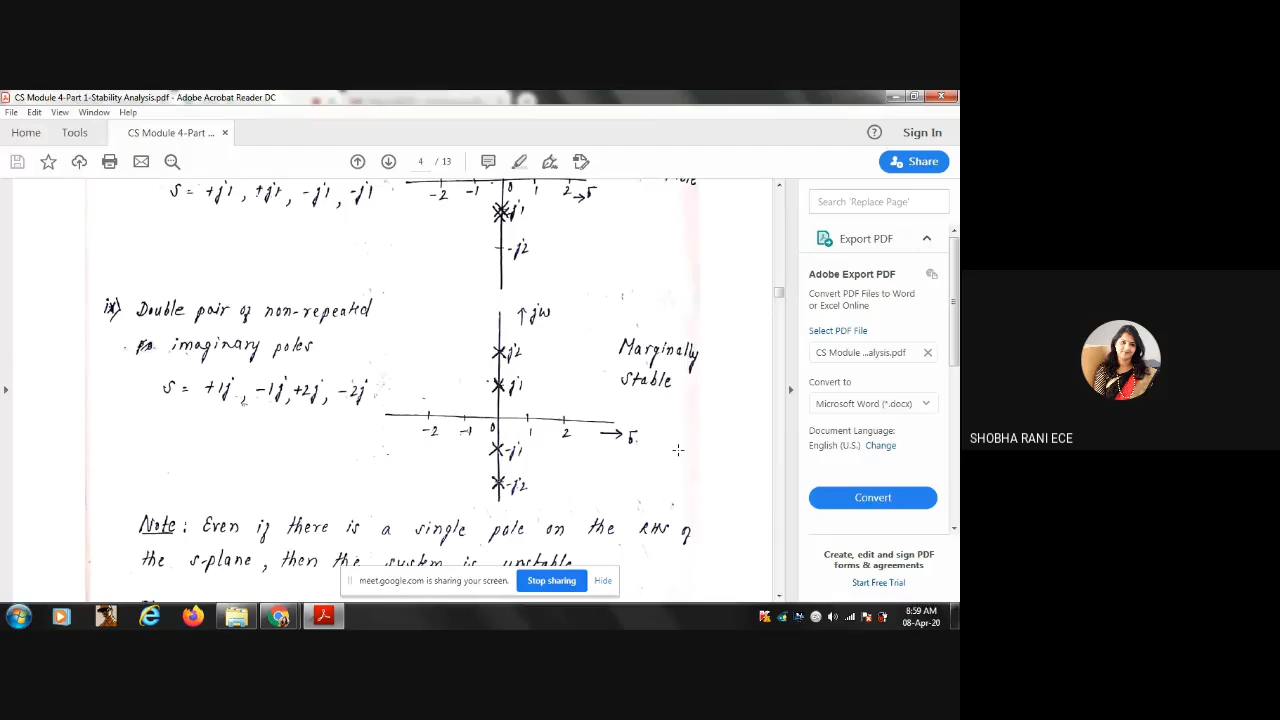 CS Module 4-Part 1-Stability Analysis.pdf - Adobe Acrobat Reader DC
File Edit View Window Help
Home Tools CS Module 4-Part ... × Sign In
4 / 13 Share
S = +j1, +j1, -j1, -j1
-2 -1 0 1 2
-j1
-j2
ix) Double pair of non-repeated
imaginary poles
S = +1j, -1j, +2j, -2j
↑ jω
j2
j1
-2 -1 0 1 2 → σ
-j1
-j2
Marginally
Stable
Note: Even if there is a single pole on the RHS of
the s-plane, then the system is unstable
meet.google.com is sharing your screen. Stop sharing Hide
Search 'Replace Page'
Export PDF
Adobe Export PDF
Convert PDF Files to Word
or Excel Online
Select PDF File
CS Module ...alysis.pdf ×
Convert to
Microsoft Word (*.docx)
Document Language:
English (U.S.) Change
Convert
Create, edit and sign PDF
forms & agreements
Start Free Trial
8:59 AM
08-Apr-20
SHOBHA RANI ECE